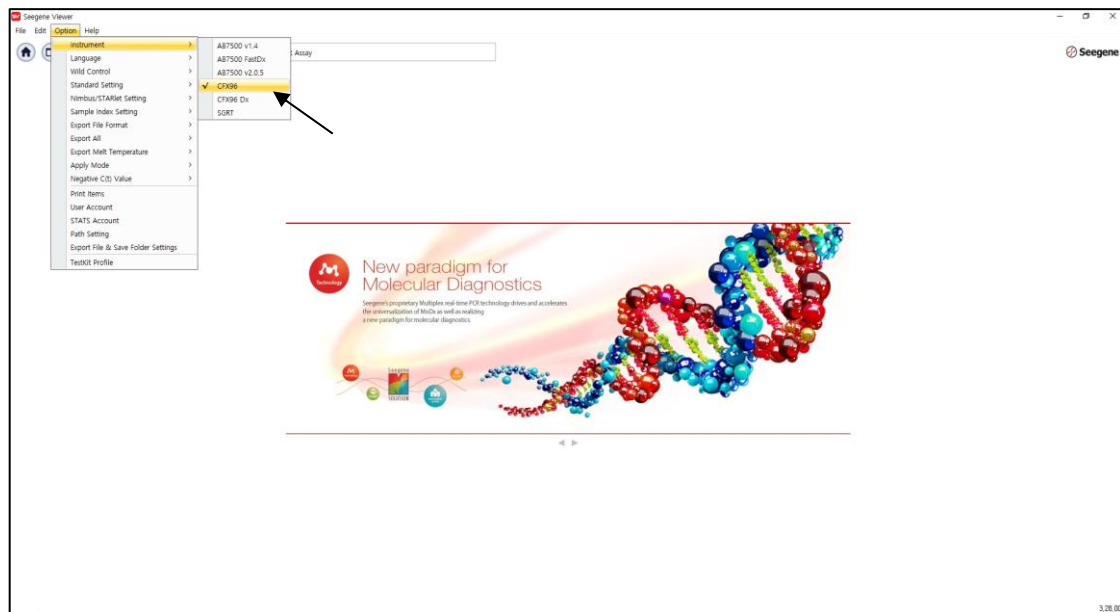 Seegene Viewer
File Edit Option Help
Assay
Seegene
Instrument
Language
Wild Control
Standard Setting
Nimbus/STARlet Setting
Sample Index Setting
Export File Format
Export All
Export Melt Temperature
Apply Mode
Negative C(t) Value
Print Items
User Account
STATS Account
Path Setting
Export File & Save Folder Settings
TestKit Profile
AB7500 v1.4
AB7500 FastDx
AB7500 v2.0.5
CFX96
CFX96 Dx
SGRT
Technology
New paradigm for
Molecular Diagnostics
Seegene's proprietary Multiplex real-time PCR technology drives and accelerates
the universalization of MoDx as well as realizing
a new paradigm for molecular diagnostics.
Seegene
SOLUTION